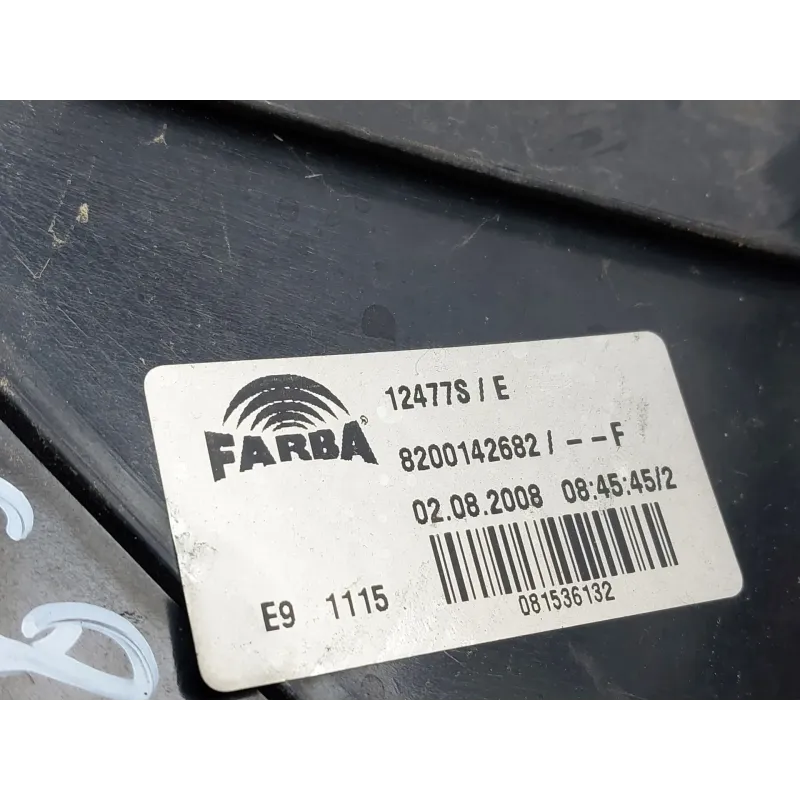 FARBA®
12477S / E
8200142682 / - - F
02.08.2008 08:45:45/2
E9 1115
081536132